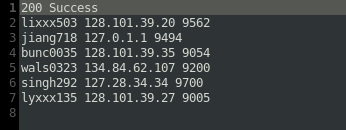 1 200 Success
2 lixxx503 128.101.39.20 9562
3 jiang718 127.0.1.1 9494
4 bunc0035 128.101.39.35 9054
5 wals0323 134.84.62.107 9200
6 singh292 127.28.34.34 9700
7 lyxxx135 128.101.39.27 9005
8